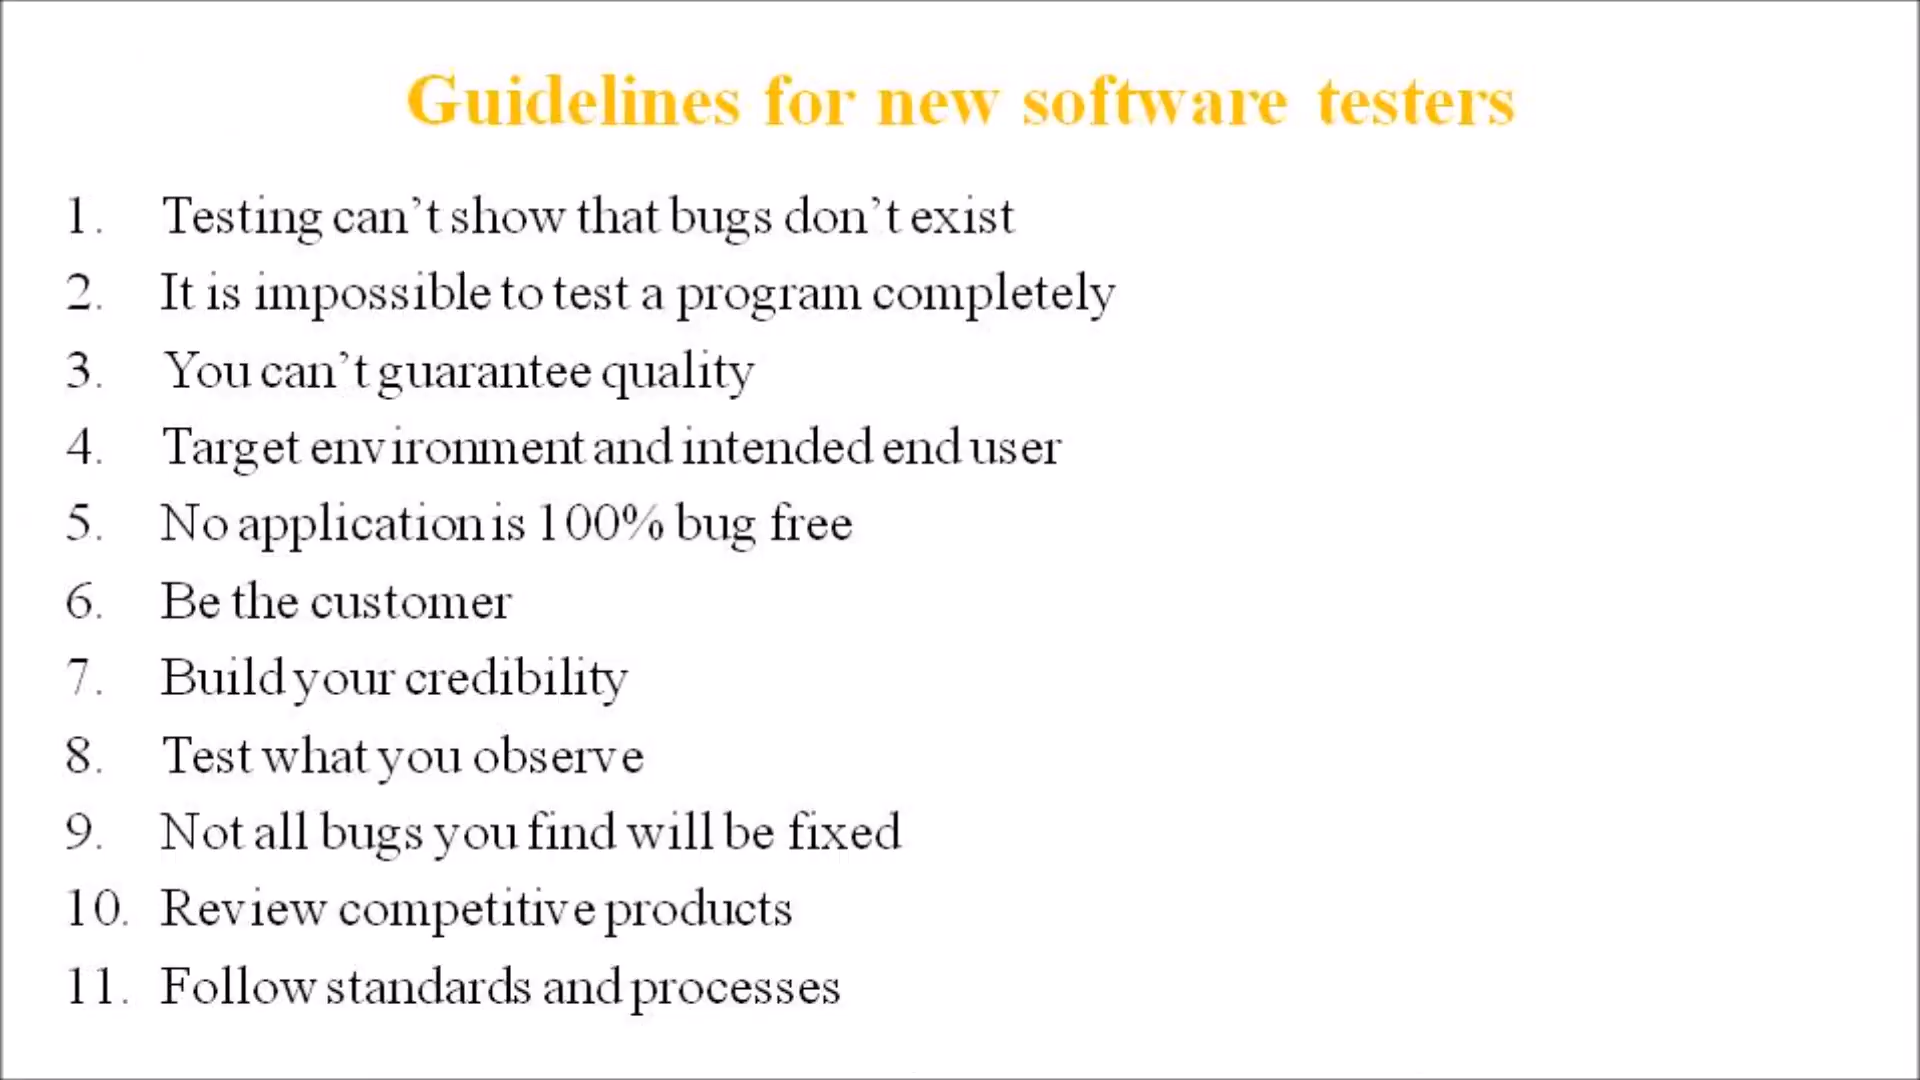 Guidelines for new software testers
1. Testing can’t show that bugs don’t exist
2. It is impossible to test a program completely
3. You can’t guarantee quality
4. Target environment and intended end user
5. No application is 100% bug free
6. Be the customer
7. Build your credibility
8. Test what you observe
9. Not all bugs you find will be fixed
10. Review competitive products
11. Follow standards and processes